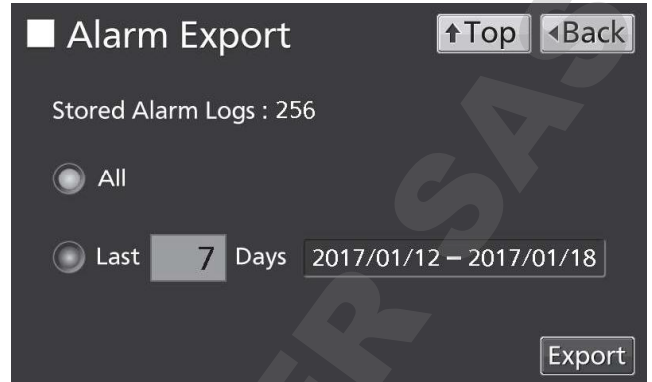 Alarm Export
↑Top
◂Back
Stored Alarm Logs : 256
All
Last 7 Days 2017/01/12 – 2017/01/18
Export